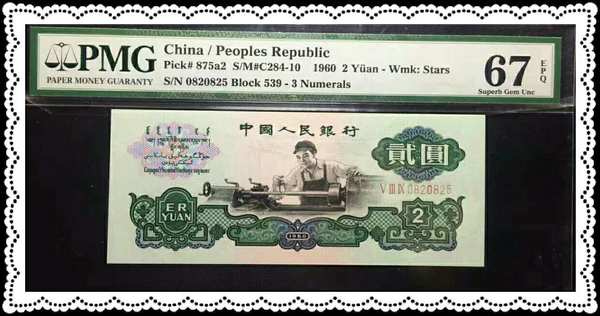 PMG
PAPER MONEY GUARANTY
China / Peoples Republic
Pick# 875a2 S/M#C284-10 1960 2 Yüan - Wmk: Stars
S/N 0820825 Block 539 - 3 Numerals
67
EPQ
Superb Gem Unc
中國人民銀行
貳圓
V III IX 0820825
ER
YUAN
1960
2